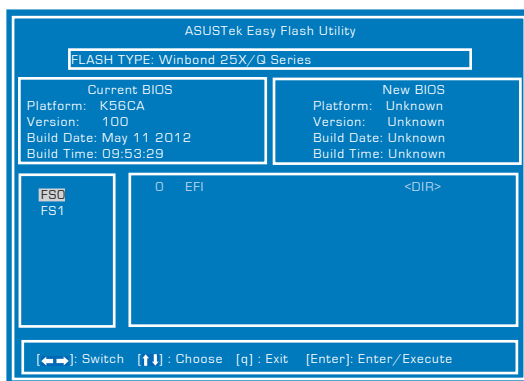 ASUSTek Easy Flash Utility
FLASH TYPE: Winbond 25X/Q Series
Current BIOS
Platform: K56CA
Version: 100
Build Date: May 11 2012
Build Time: 09:53:29
New BIOS
Platform: Unknown
Version: Unknown
Build Date: Unknown
Build Time: Unknown
FS0
FS1
0 EFI <DIR>
[←→]: Switch [↑↓] : Choose [q] : Exit [Enter]: Enter/Execute